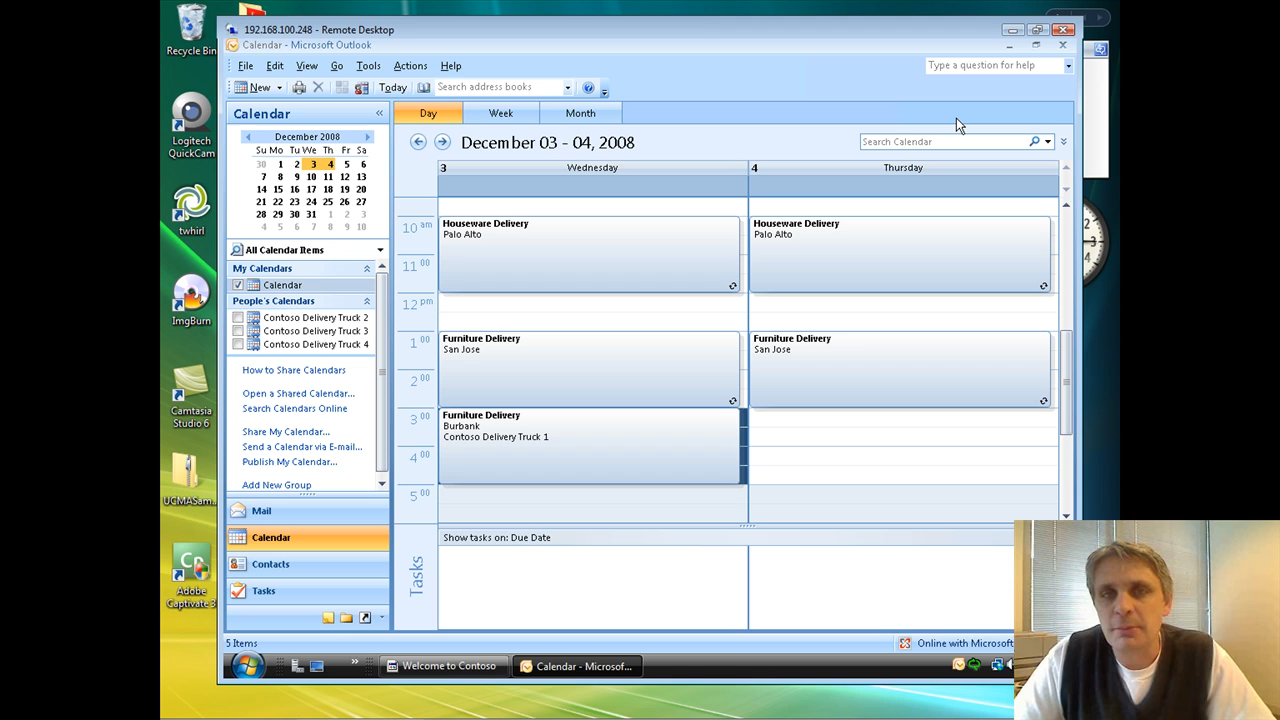 Recycle Bin
Logitech
QuickCam
twhirl
ImgBurn
Camtasia
Studio 6
UCMASam...
Adobe
Captivate 3
192.168.100.248 - Remote Desktop
Calendar - Microsoft Outlook
File Edit View Go Tools Actions Help
Type a question for help
New Today Search address books
Calendar
Day Week Month
December 2008
Su Mo Tu We Th Fr Sa
30 1 2 3 4 5 6
7 8 9 10 11 12 13
14 15 16 17 18 19 20
21 22 23 24 25 26 27
28 29 30 31 1 2 3
4 5 6 7 8 9 10
All Calendar Items
My Calendars
Calendar
People's Calendars
Contoso Delivery Truck 2
Contoso Delivery Truck 3
Contoso Delivery Truck 4
How to Share Calendars
Open a Shared Calendar...
Search Calendars Online
Share My Calendar...
Send a Calendar via E-mail...
Publish My Calendar...
Add New Group
Mail
Calendar
Contacts
Tasks
December 03 - 04, 2008
Search Calendar
3 Wednesday 4 Thursday
10 am
11 00
12 pm
1 00
2 00
3 00
4 00
5 00
Houseware Delivery
Palo Alto
Furniture Delivery
San Jose
Furniture Delivery
Burbank
Contoso Delivery Truck 1
Houseware Delivery
Palo Alto
Furniture Delivery
San Jose
Tasks
Show tasks on: Due Date
5 Items
Online with Microsoft
Welcome to Contoso
Calendar - Microsof...
2
3
4